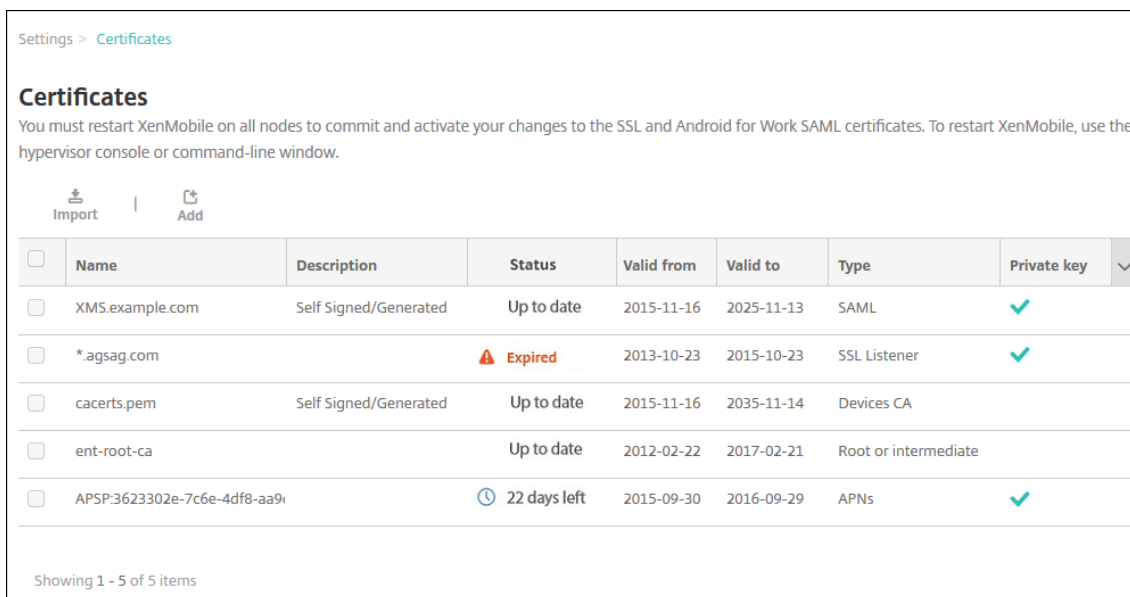 Settings > Certificates
Certificates
You must restart XenMobile on all nodes to commit and activate your changes to the SSL and Android for Work SAML certificates. To restart XenMobile, use the
hypervisor console or command-line window.
Import | Add
Name Description Status Valid from Valid to Type Private key
XMS.example.com Self Signed/Generated Up to date 2015-11-16 2025-11-13 SAML
*.agsag.com Expired 2013-10-23 2015-10-23 SSL Listener
cacerts.pem Self Signed/Generated Up to date 2015-11-16 2035-11-14 Devices CA
ent-root-ca Up to date 2012-02-22 2017-02-21 Root or intermediate
APSP:3623302e-7c6e-4df8-aa9 22 days left 2015-09-30 2016-09-29 APNs
Showing 1 - 5 of 5 items